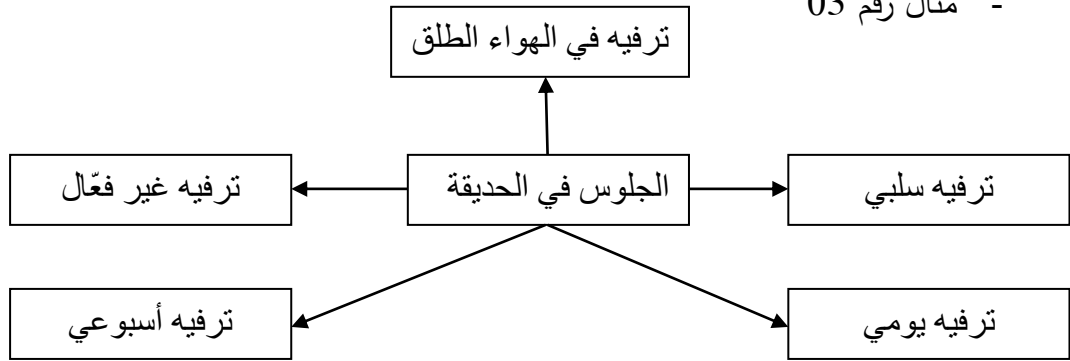 - مثال رقم 03
ترفيه في الهواء الطلق
ترفيه سلبي
الجلوس في الحديقة
ترفيه غير فعّال
ترفيه يومي
ترفيه أسبوعي